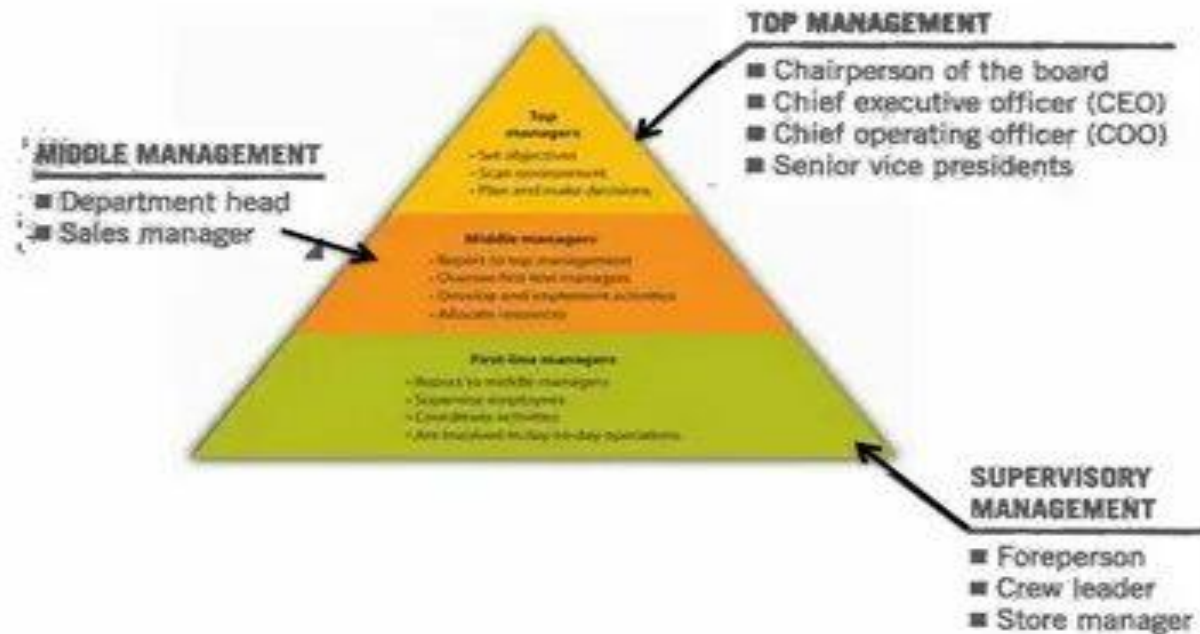 TOP MANAGEMENT
■ Chairperson of the board
■ Chief executive officer (CEO)
■ Chief operating officer (COO)
■ Senior vice presidents
MIDDLE MANAGEMENT
■ Department head
■ Sales manager
Top
managers
• Set objectives
• Scan environment
• Plan and make decisions
Middle managers
• Report to top management
• Oversee first-line managers
• Develop and implement activities
• Allocate resources
First-line managers
• Report to middle managers
• Supervise employees
• Coordinate activities
• Are involved in day-to-day operations
SUPERVISORY
MANAGEMENT
■ Foreperson
■ Crew leader
■ Store manager